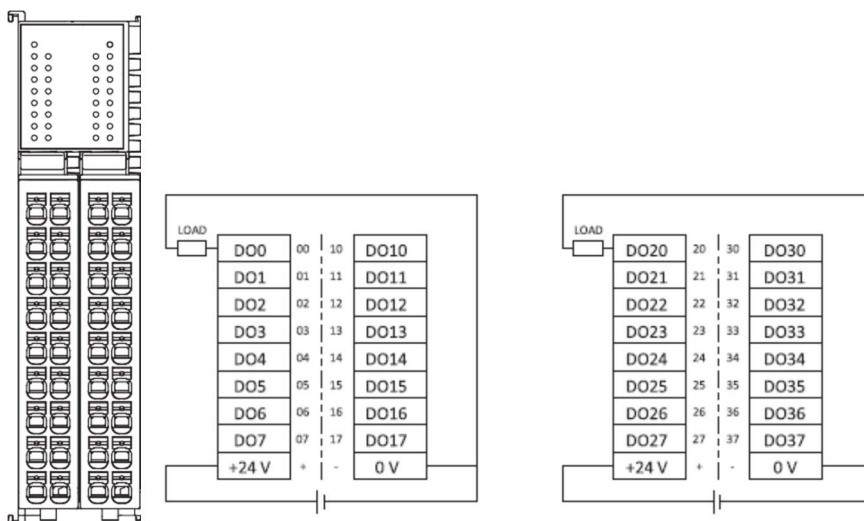 LOAD
DO0 00 10 DO10
DO1 01 11 DO11
DO2 02 12 DO12
DO3 03 13 DO13
DO4 04 14 DO14
DO5 05 15 DO15
DO6 06 16 DO16
DO7 07 17 DO17
+24 V + - 0 V
LOAD
DO20 20 30 DO30
DO21 21 31 DO31
DO22 22 32 DO32
DO23 23 33 DO33
DO24 24 34 DO34
DO25 25 35 DO35
DO26 26 36 DO36
DO27 27 37 DO37
+24 V + - 0 V